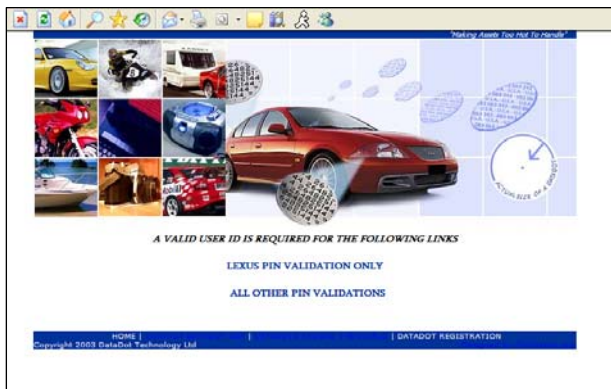 "Making Assets Too Hot To Handle"
ACTUAL SIZE OF A DATADOT
A VALID USER ID IS REQUIRED FOR THE FOLLOWING LINKS
LEXUS PIN VALIDATION ONLY
ALL OTHER PIN VALIDATIONS
HOME | | | DATADOT REGISTRATION
Copyright 2003 DataDot Technology Ltd